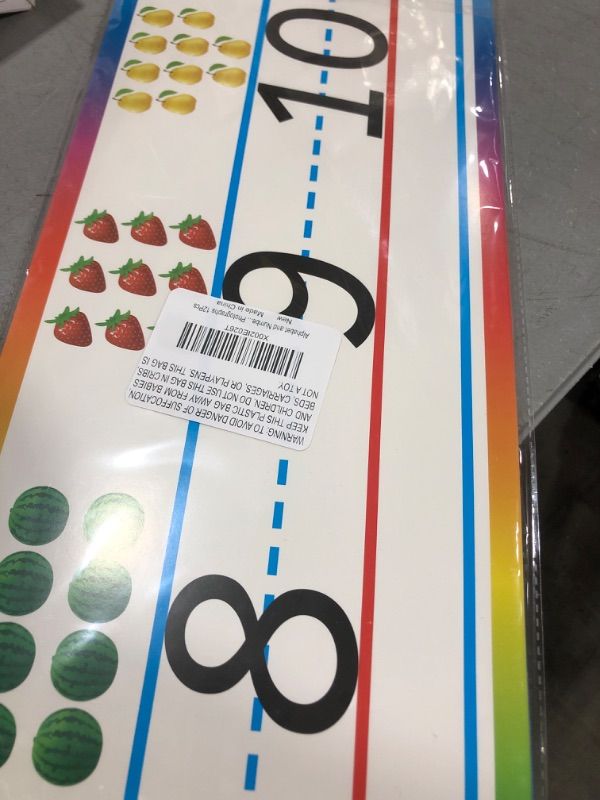 8
9
10
WARNING: TO AVOID DANGER OF SUFFOCATION
KEEP THIS PLASTIC BAG AWAY FROM BABIES
AND CHILDREN. DO NOT USE THIS BAG IN CRIBS,
BEDS, CARRIAGES, OR PLAYPENS. THIS BAG IS
NOT A TOY.
X002IE026T
Alphabet and Numbe... Photographs 12Pcs
New
Made in China